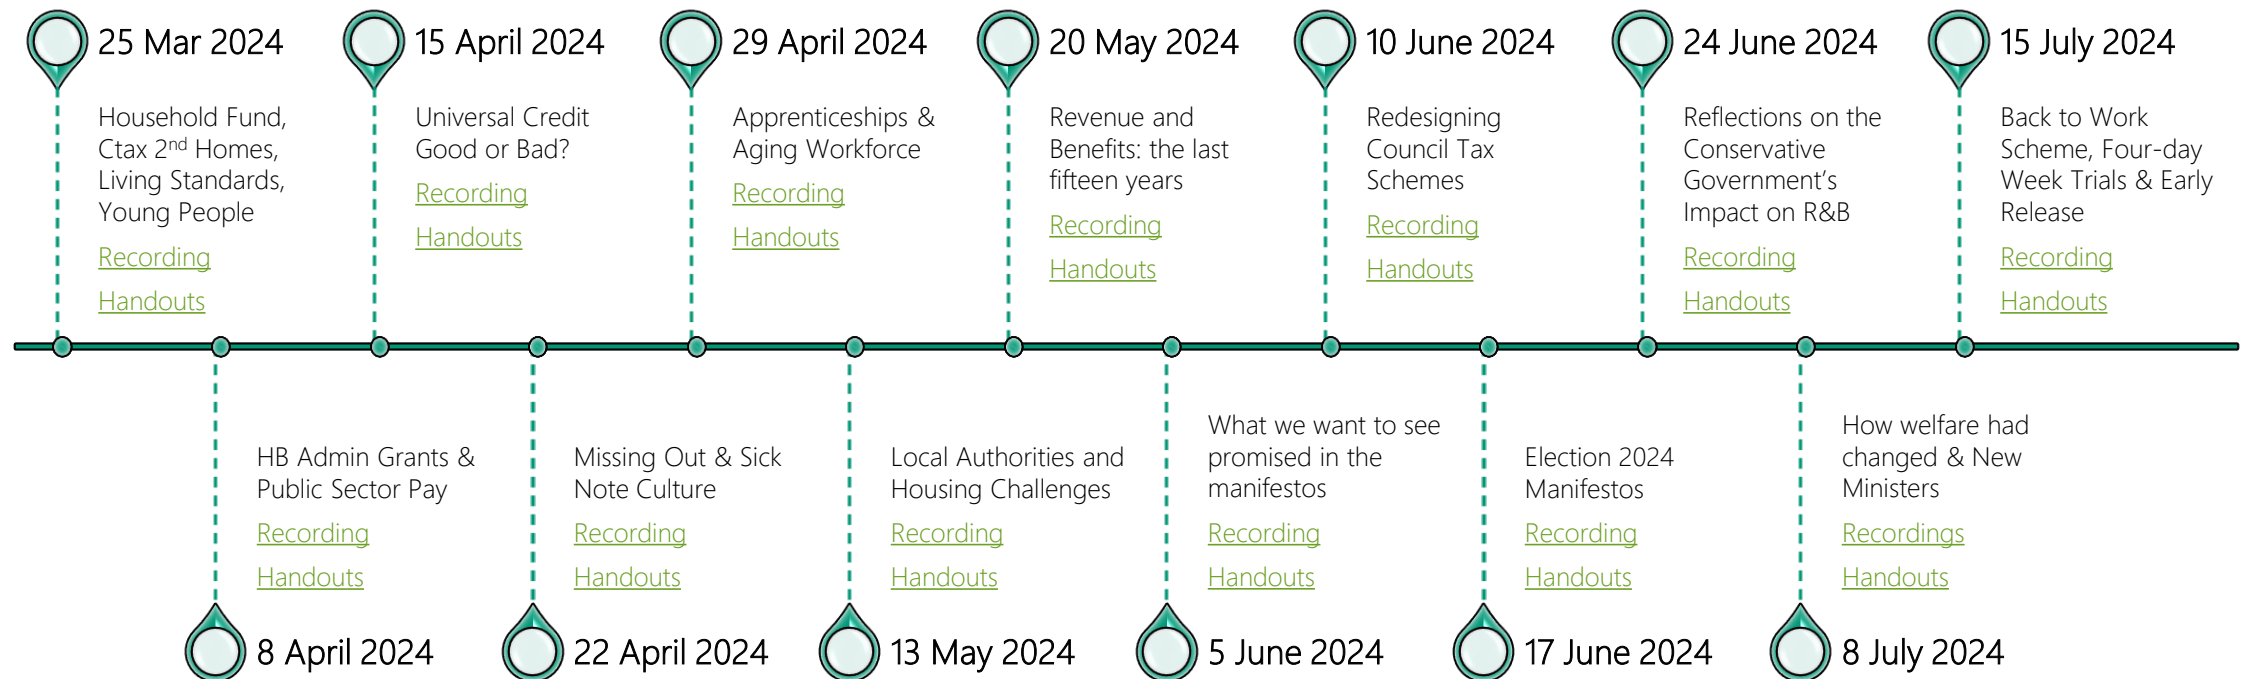 25 Mar 2024
Household Fund,
Ctax 2nd Homes,
Living Standards,
Young People
Recording
Handouts
15 April 2024
Universal Credit
Good or Bad?
Recording
Handouts
29 April 2024
Apprenticeships &
Aging Workforce
Recording
Handouts
20 May 2024
Revenue and
Benefits: the last
fifteen years
Recording
Handouts
10 June 2024
Redesigning
Council Tax
Schemes
Recording
Handouts
24 June 2024
Reflections on the
Conservative
Government’s
Impact on R&B
Recording
Handouts
15 July 2024
Back to Work
Scheme, Four-day
Week Trials & Early
Release
Recording
Handouts
HB Admin Grants &
Public Sector Pay
Recording
Handouts
8 April 2024
Missing Out & Sick
Note Culture
Recording
Handouts
22 April 2024
Local Authorities and
Housing Challenges
Recording
Handouts
13 May 2024
What we want to see
promised in the
manifestos
Recording
Handouts
5 June 2024
Election 2024
Manifestos
Recording
Handouts
17 June 2024
How welfare had
changed & New
Ministers
Recordings
Handouts
8 July 2024